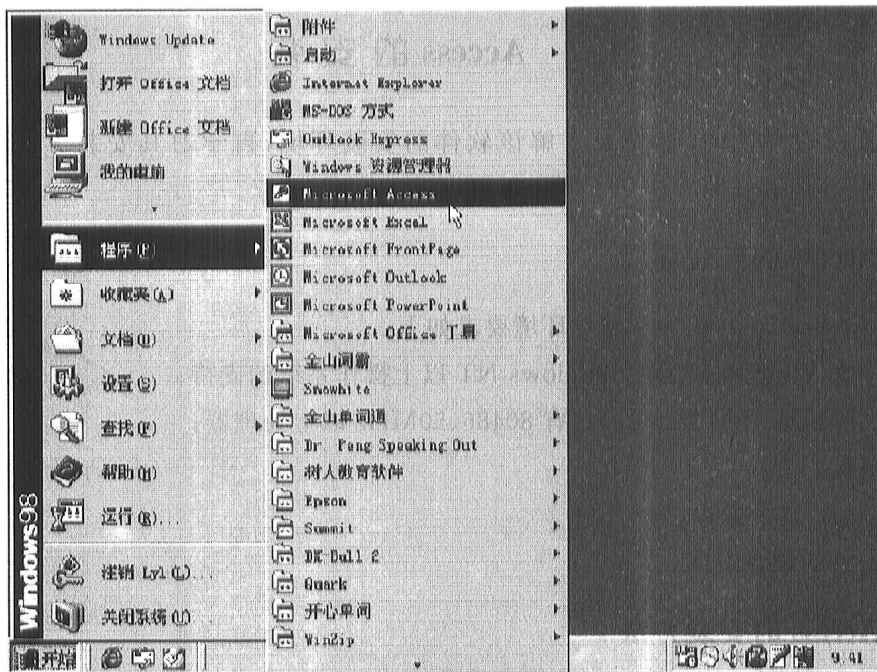 Windows Update
打开 Office 文档
新建 Office 文档
我的电脑
程序(P)
收藏夹(A)
文档(D)
设置(S)
查找(F)
帮助(H)
运行(R)...
注销 Lyl(L)...
关闭系统(U)...
Windows98
附件
启动
Internet Explorer
MS-DOS 方式
Outlook Express
Windows 资源管理器
Microsoft Access
Microsoft Excel
Microsoft FrontPage
Microsoft Outlook
Microsoft PowerPoint
Microsoft Office 工具
金山词霸
Snowhite
金山单词通
Dr. Fang Speaking Out
树人教育软件
Epson
Summit
Quark
开心单词
WinZip
开始
9:41